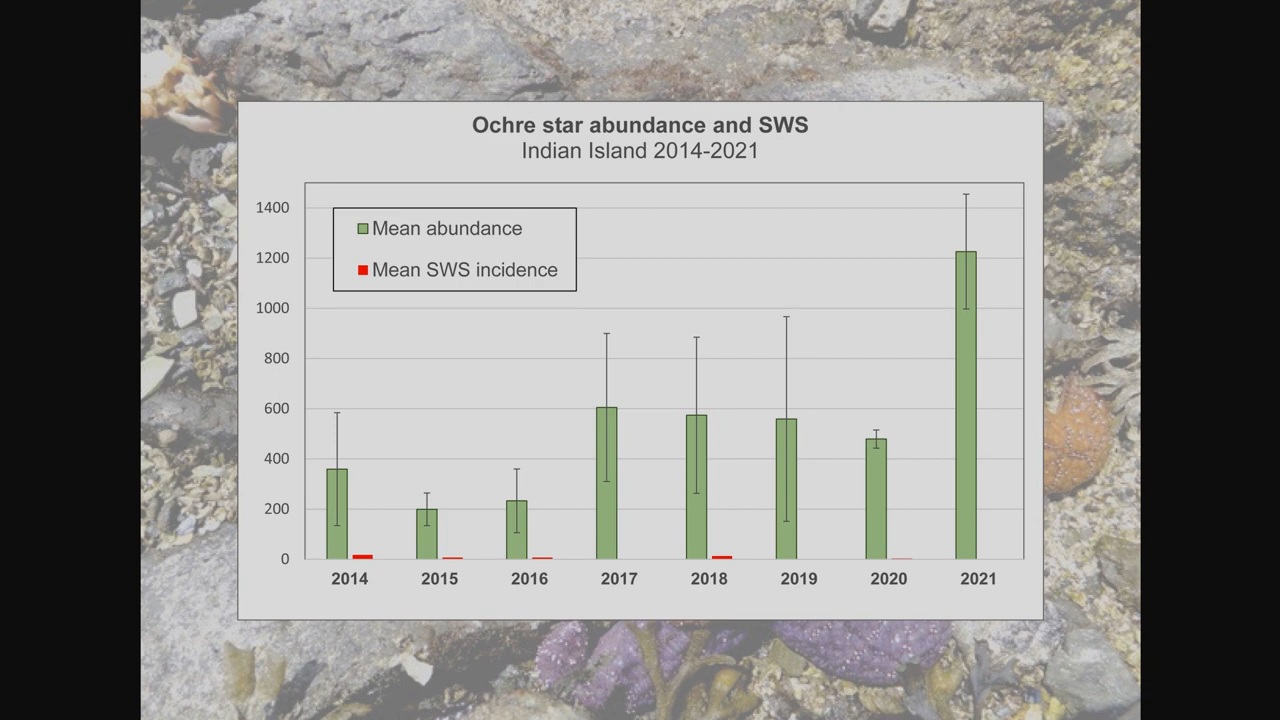 Ochre star abundance and SWS
Indian Island 2014-2021
Mean abundance
Mean SWS incidence
1400
1200
1000
800
600
400
200
0
2014 2015 2016 2017 2018 2019 2020 2021